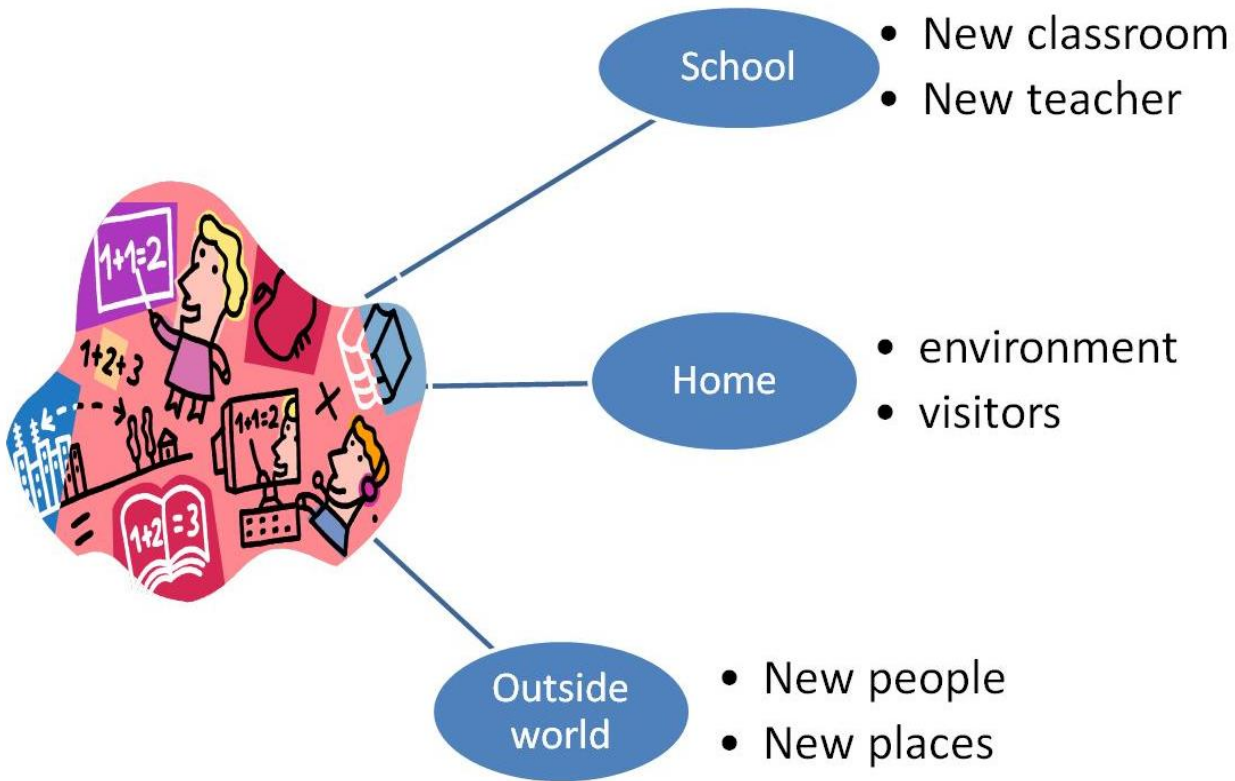 School
• New classroom
• New teacher
1+1=2
1+2+3
Home
• environment
• visitors
1+1=2
1+2=3
Outside
world
• New people
• New places